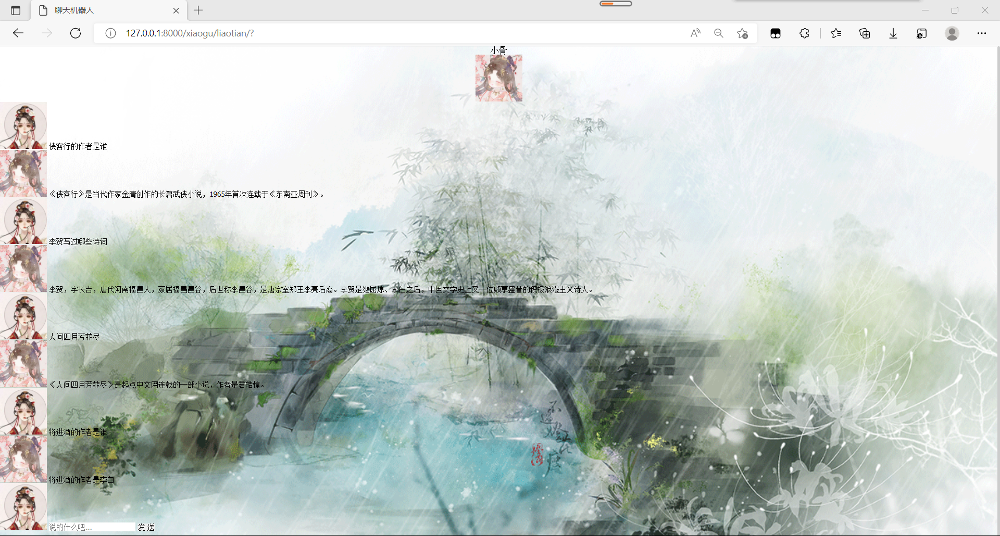 聊天机器人
127.0.0.1:8000/xiaogu/liaotian/?
小骨
侠客行的作者是谁
《侠客行》是当代作家金庸创作的长篇武侠小说，1965年首次连载于《东南亚周刊》。
李贺写过哪些诗词
李贺，字长吉，唐代河南福昌人，家居福昌昌谷，后世称李昌谷，是唐宗室郑王李亮后裔。李贺是继屈原、李白之后，中国文学史上又一位颇享盛誉的积极浪漫主义诗人。
人间四月芳菲尽
《人间四月芳菲尽》是起点中文网连载的一部小说，作者是君皓惶。
将进酒的作者是谁
将进酒的作者是李白
说的什么吧... 发 送